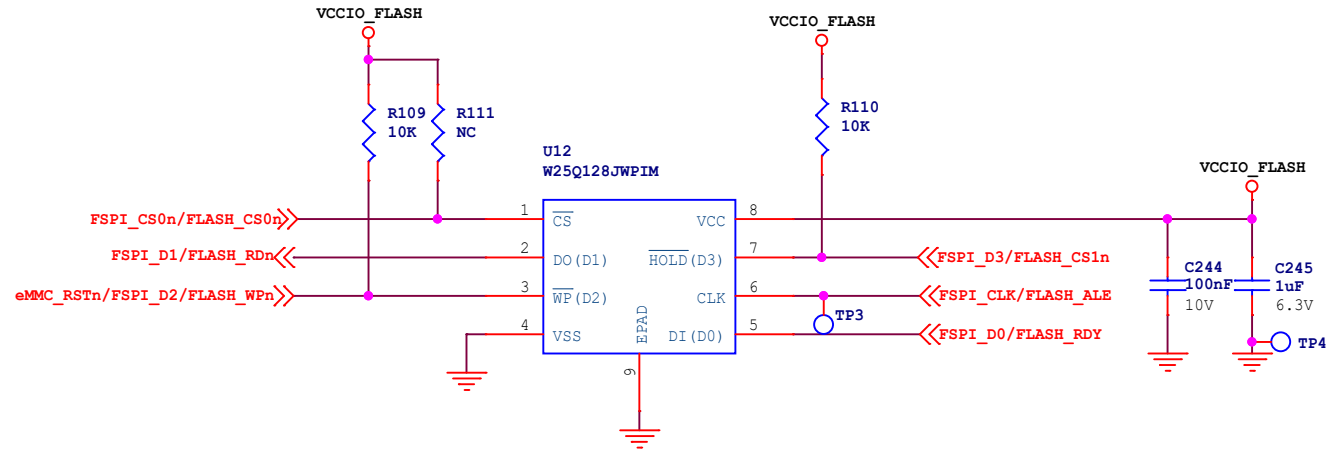 VCCIO_FLASH
VCCIO_FLASH
R109
10K
R111
NC
R110
10K
U12
W25Q128JWPIM
VCCIO_FLASH
FSPI_CS0n/FLASH_CS0n
1
CS
VCC
8
FSPI_D1/FLASH_RDn
2
DO(D1)
HOLD(D3)
7
FSPI_D3/FLASH_CS1n
eMMC_RSTn/FSPI_D2/FLASH_WPn
3
WP(D2)
CLK
6
FSPI_CLK/FLASH_ALE
TP3
4
VSS
EPAD
9
DI(D0)
5
FSPI_D0/FLASH_RDY
C244
100nF
10V
C245
1uF
6.3V
TP4